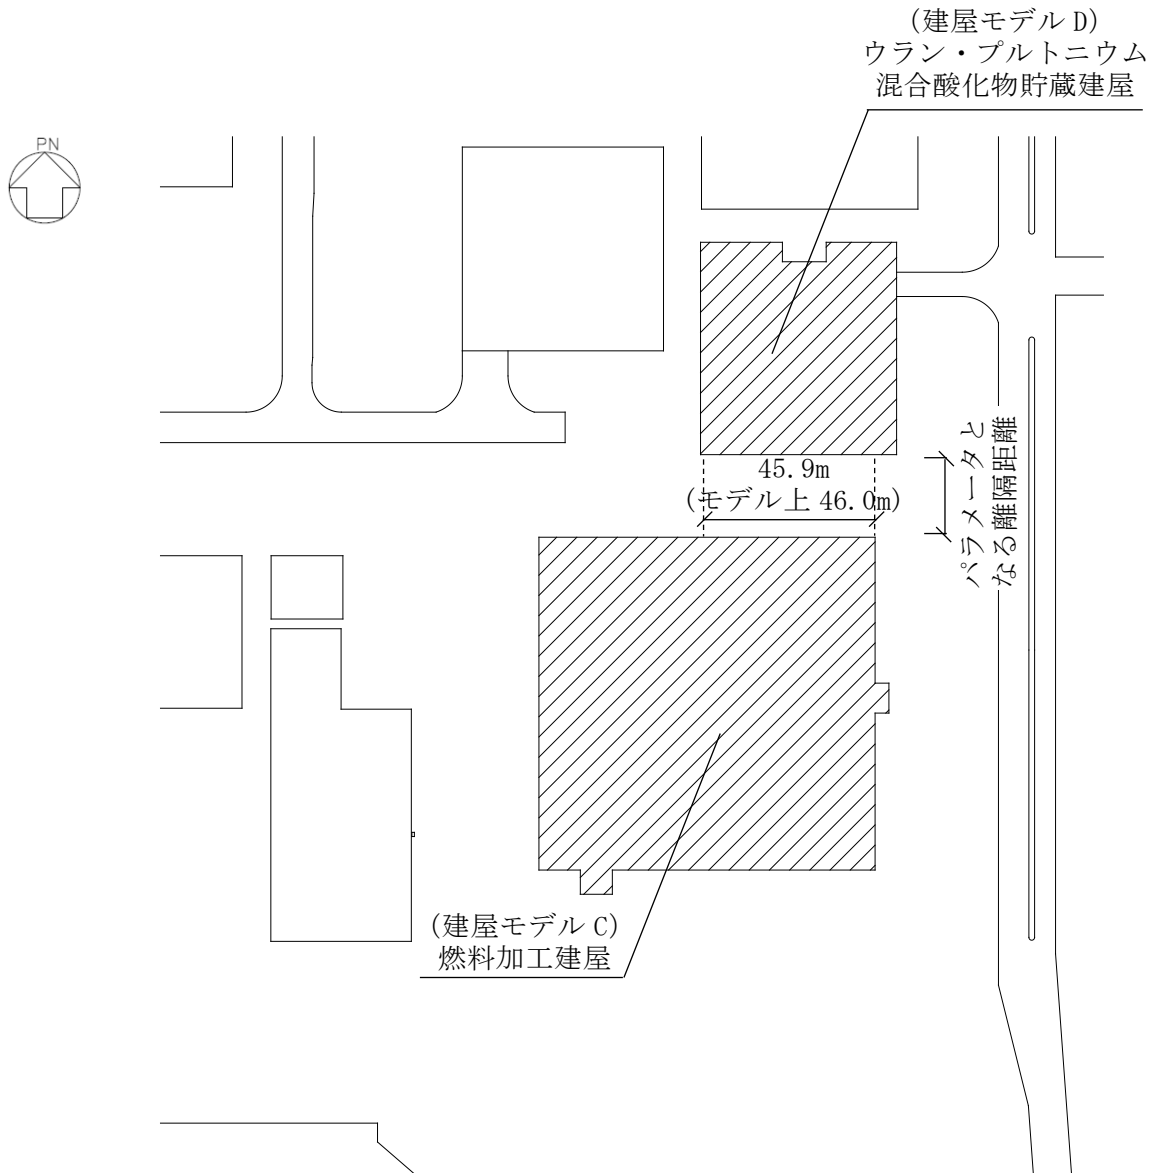 (建屋モデル D)
ウラン・プルトニウム
混合酸化物貯蔵建屋
PN
45.9m
(モデル上 46.0m)
パラメータと
なる離隔距離
(建屋モデル C)
燃料加工建屋